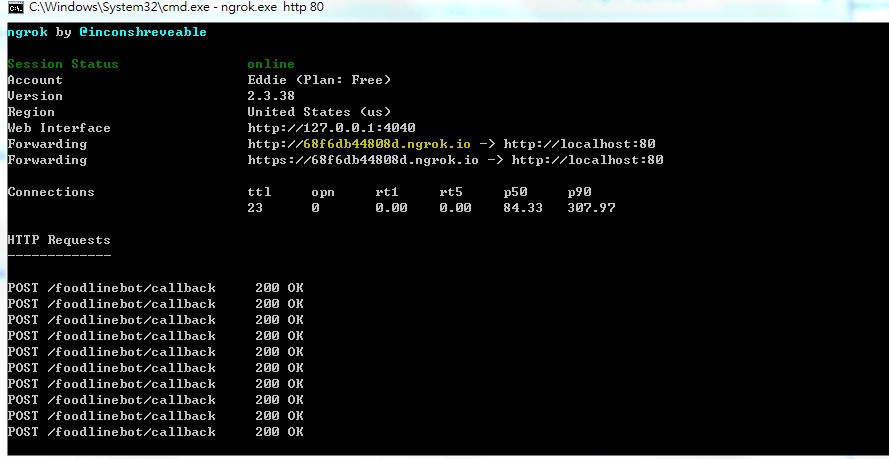 C:\Windows\System32\cmd.exe - ngrok.exe http 80
ngrok by @inconshreveable
Session Status online
Account Eddie (Plan: Free)
Version 2.3.38
Region United States (us)
Web Interface http://127.0.0.1:4040
Forwarding http://68f6db44808d.ngrok.io -> http://localhost:80
Forwarding https://68f6db44808d.ngrok.io -> http://localhost:80
Connections ttl opn rt1 rt5 p50 p90
23 0 0.00 0.00 84.33 307.97
HTTP Requests
-------------
POST /foodlinebot/callback 200 OK
POST /foodlinebot/callback 200 OK
POST /foodlinebot/callback 200 OK
POST /foodlinebot/callback 200 OK
POST /foodlinebot/callback 200 OK
POST /foodlinebot/callback 200 OK
POST /foodlinebot/callback 200 OK
POST /foodlinebot/callback 200 OK
POST /foodlinebot/callback 200 OK
POST /foodlinebot/callback 200 OK